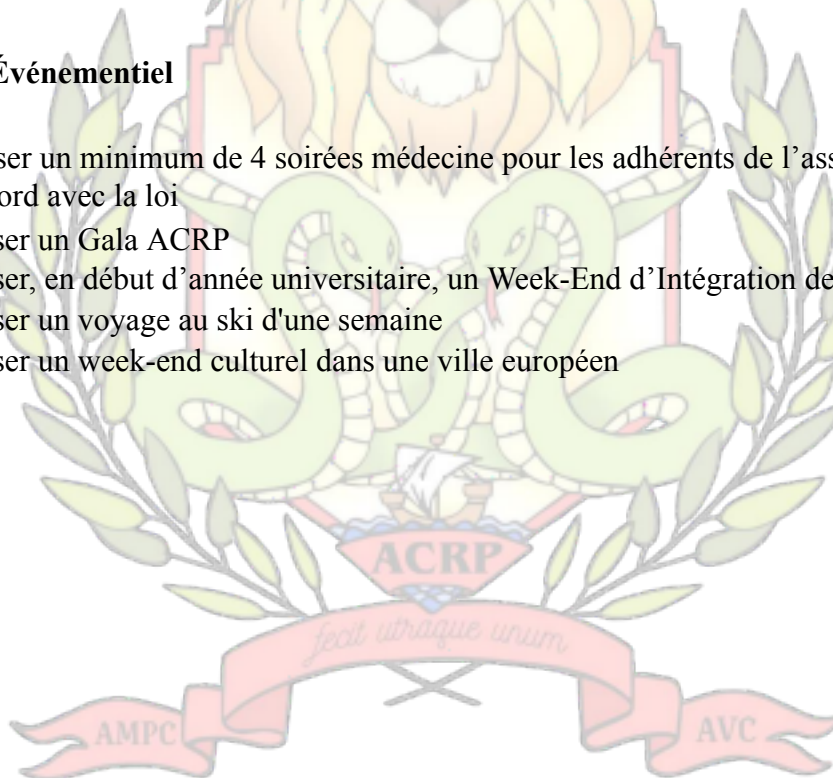 Événementiel
ser un minimum de 4 soirées médecine pour les adhérents de l’ass
ord avec la loi
ser un Gala ACRP
ser, en début d’année universitaire, un Week-End d’Intégration de
ser un voyage au ski d'une semaine
ser un week-end culturel dans une ville européen
ACRP
fecit utraque unum
AMPC
AVC